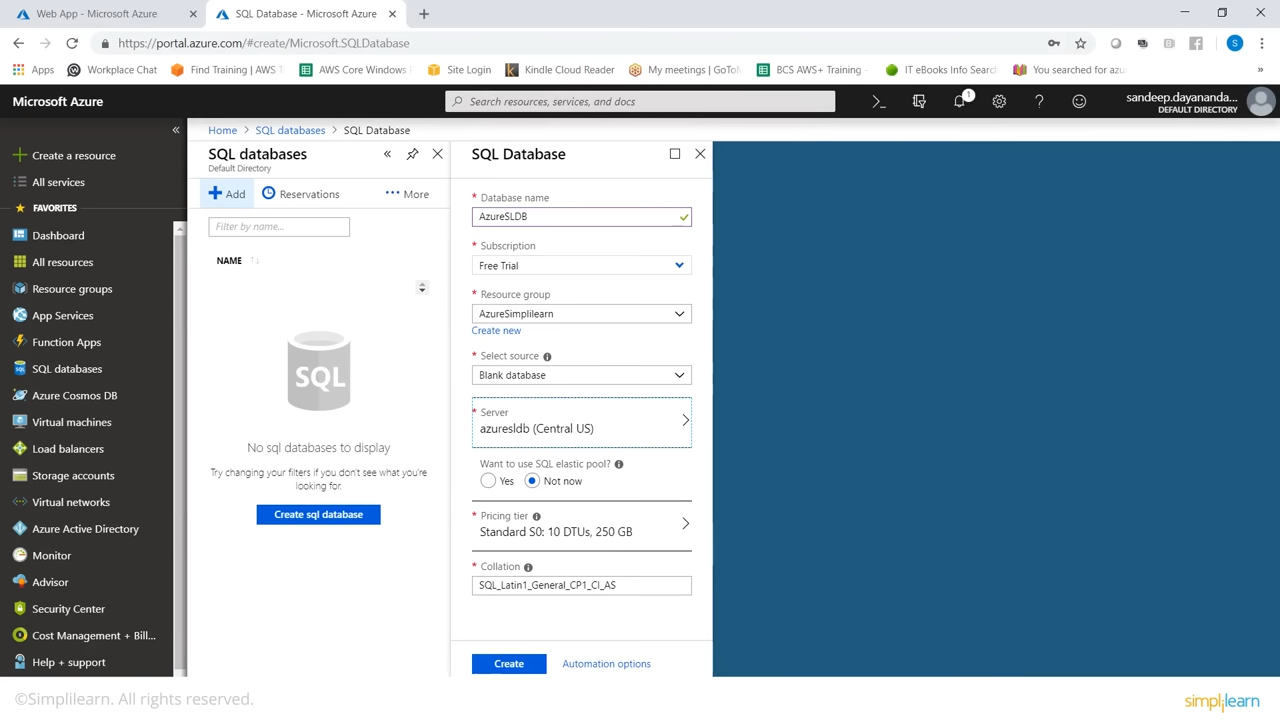 Web App - Microsoft Azure
SQL Database - Microsoft Azure
https://portal.azure.com/#create/Microsoft.SQLDatabase
S
Apps
Workplace Chat
Find Training | AWS
AWS Core Windows
Site Login
Kindle Cloud Reader
My meetings | GoTo
BCS AWS+ Training -
IT eBooks Info Searc
You searched for azu
»
Microsoft Azure
Search resources, services, and docs
1
sandeep.dayananda...
DEFAULT DIRECTORY
Home > SQL databases > SQL Database
Create a resource
All services
FAVORITES
Dashboard
All resources
Resource groups
App Services
Function Apps
SQL databases
Azure Cosmos DB
Virtual machines
Load balancers
Storage accounts
Virtual networks
Azure Active Directory
Monitor
Advisor
Security Center
Cost Management + Bill...
Help + support
SQL databases
Default Directory
Add
Reservations
More
Filter by name...
NAME
SQL
No sql databases to display
Try changing your filters if you don't see what you're
looking for.
Create sql database
SQL Database
* Database name
AzureSLDB
* Subscription
Free Trial
* Resource group
AzureSimplilearn
Create new
* Select source
Blank database
* Server
azuresldb (Central US)
Want to use SQL elastic pool?
Yes
Not now
* Pricing tier
Standard S0: 10 DTUs, 250 GB
* Collation
SQL_Latin1_General_CP1_CI_AS
Create
Automation options
©Simplilearn. All rights reserved.
simplilearn